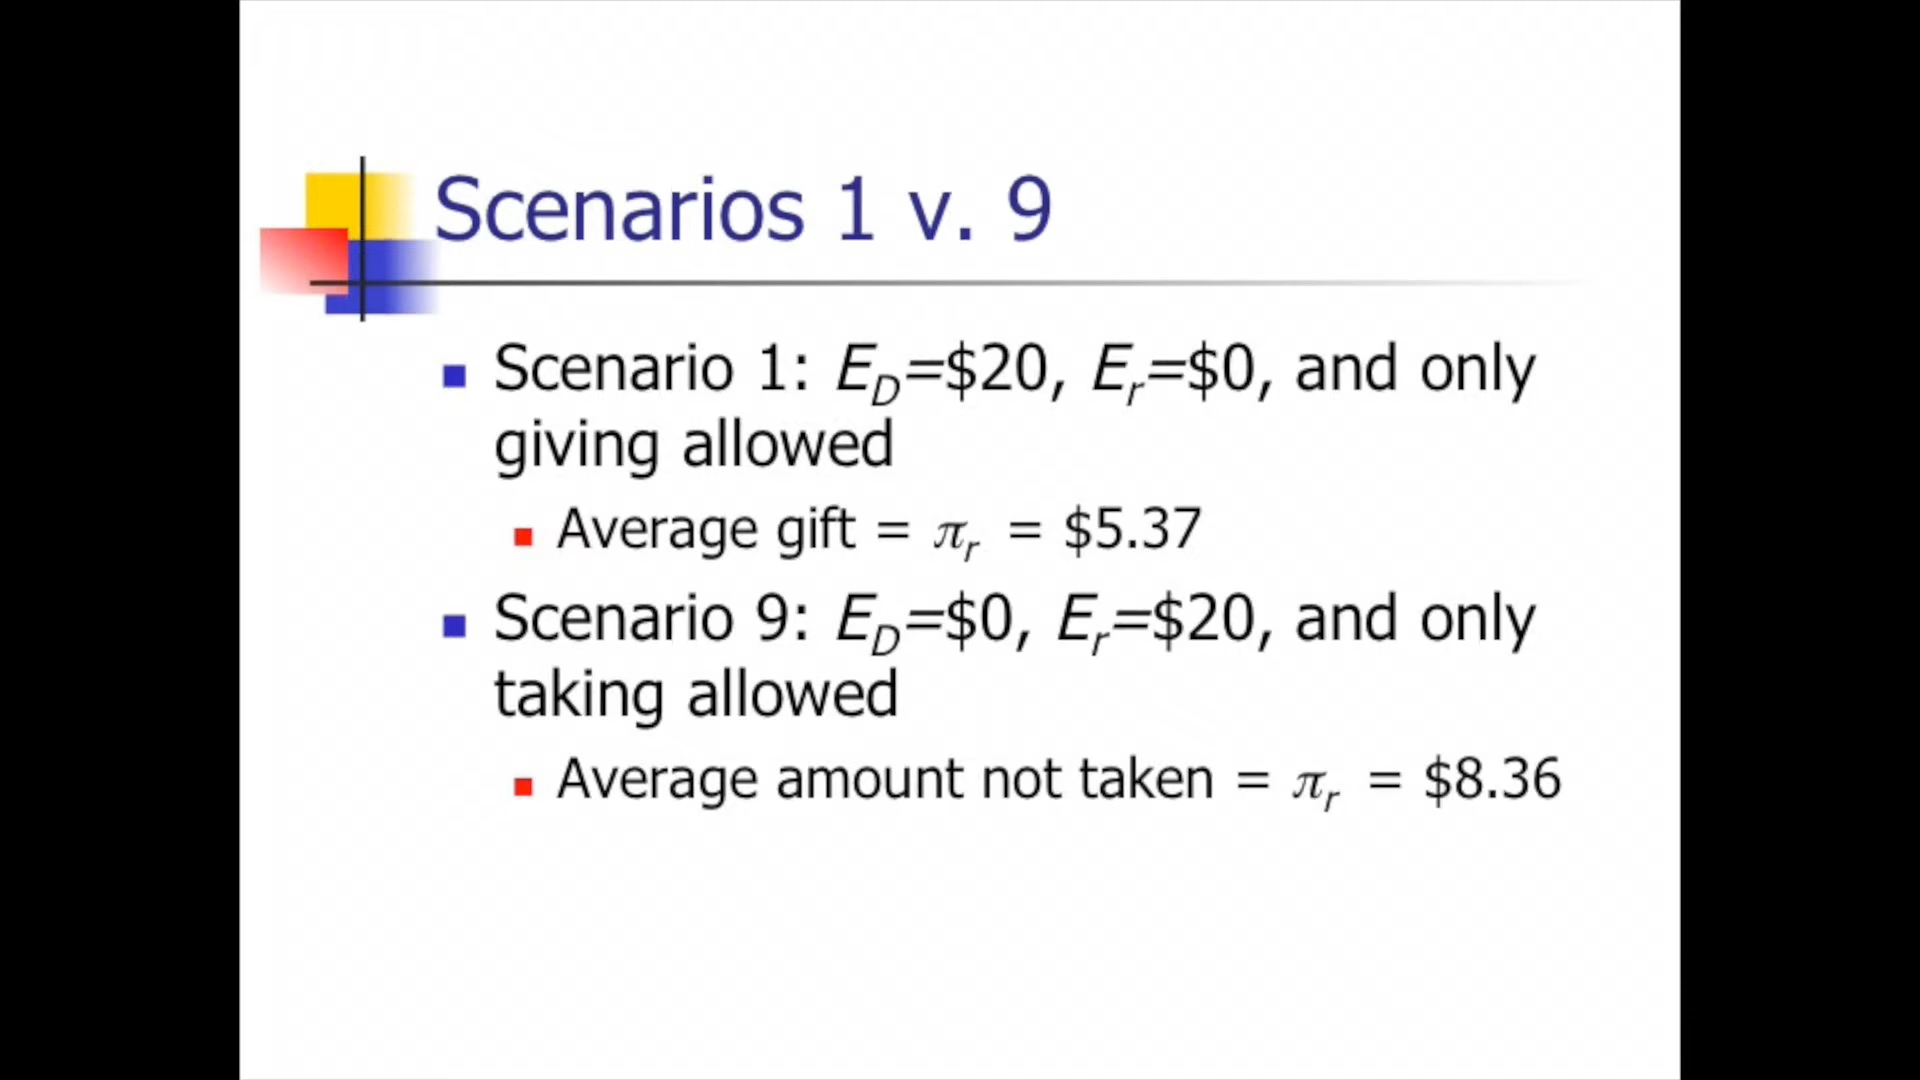 Scenarios 1 v. 9
Scenario 1: E_D=$20, E_r=$0, and only
giving allowed
Average gift = π_r = $5.37
Scenario 9: E_D=$0, E_r=$20, and only
taking allowed
Average amount not taken = π_r = $8.36